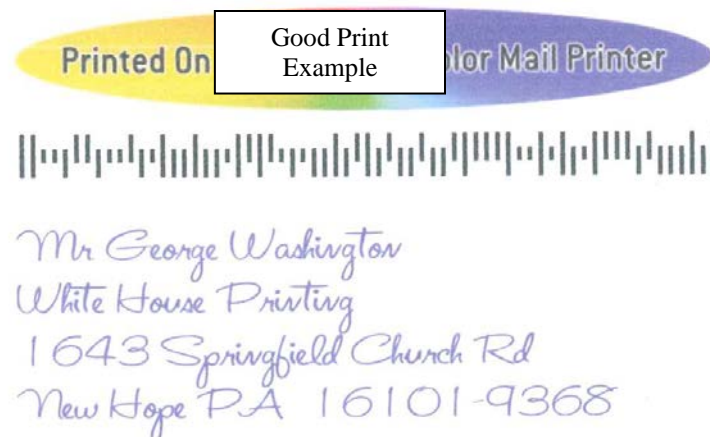 Good Print
Example
Printed On lor Mail Printer
Mr George Washington
White House Printing
1643 Springfield Church Rd
New Hope PA 16101-9368